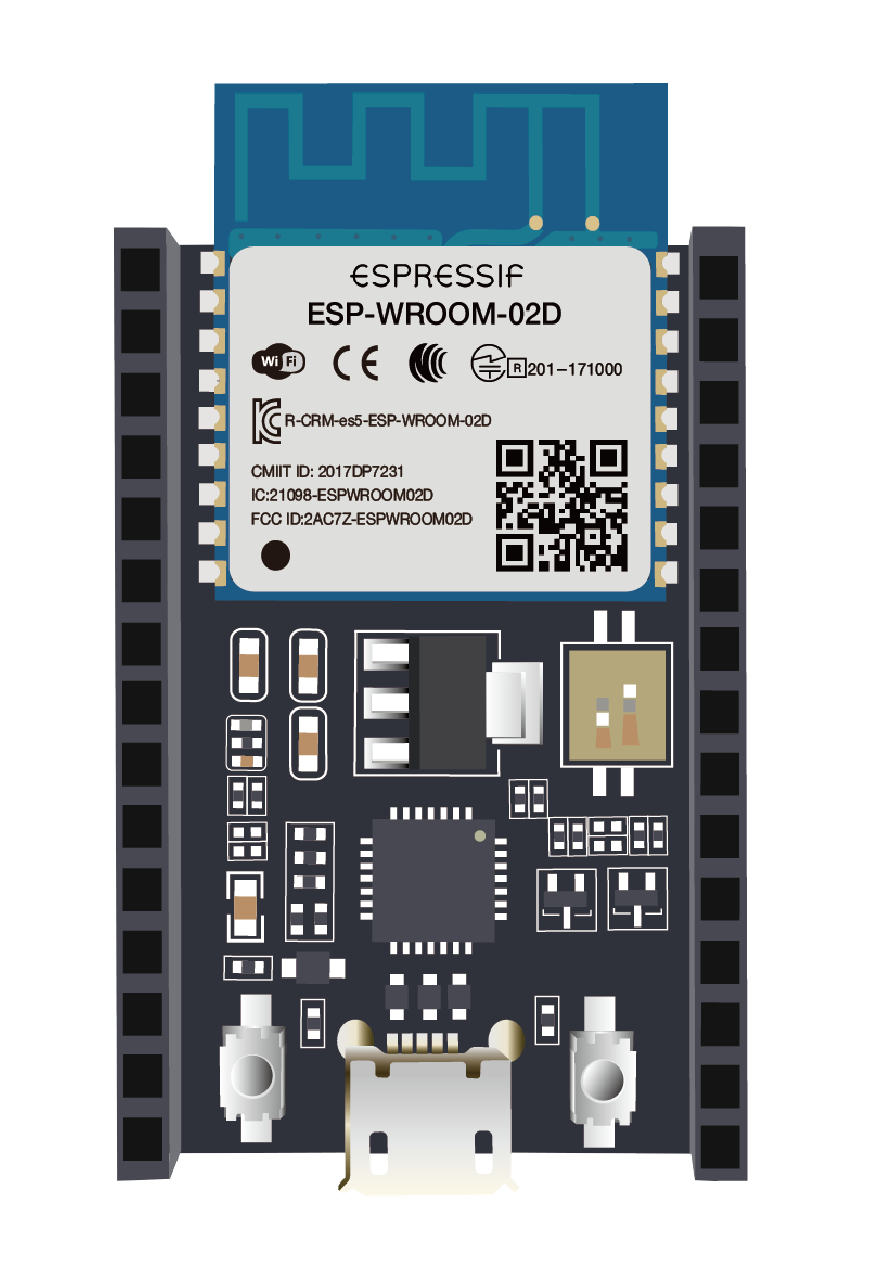 ESPRESSIF
ESP-WROOM-02D
Wi Fi CE R 201-171000
R-CRM-es5-ESP-WROOM-02D
CMIIT ID: 2017DP7231
IC:21098-ESPWROOM02D
FCC ID:2AC7Z-ESPWROOM02D